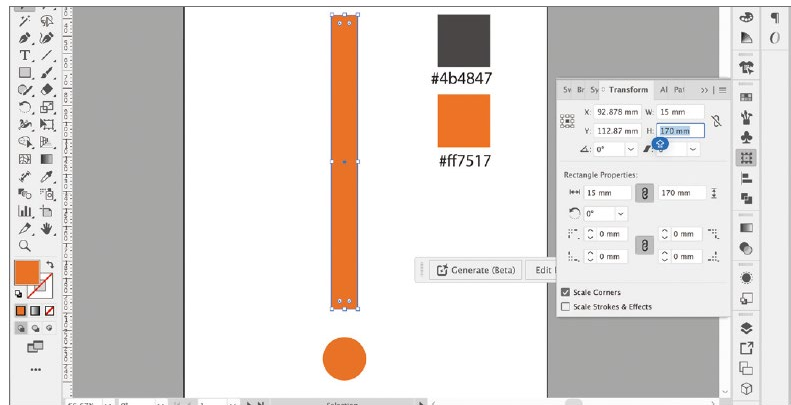 #4b4847
#ff7517
Sv Br Sy Transform Al Pat
X: 92.878 mm W: 15 mm
Y: 112.87 mm H: 170 mm
0°
Rectangle Properties:
15 mm 170 mm
0°
0 mm 0 mm
0 mm 0 mm
Scale Corners
Scale Strokes & Effects
Generate (Beta) Edit
Selection